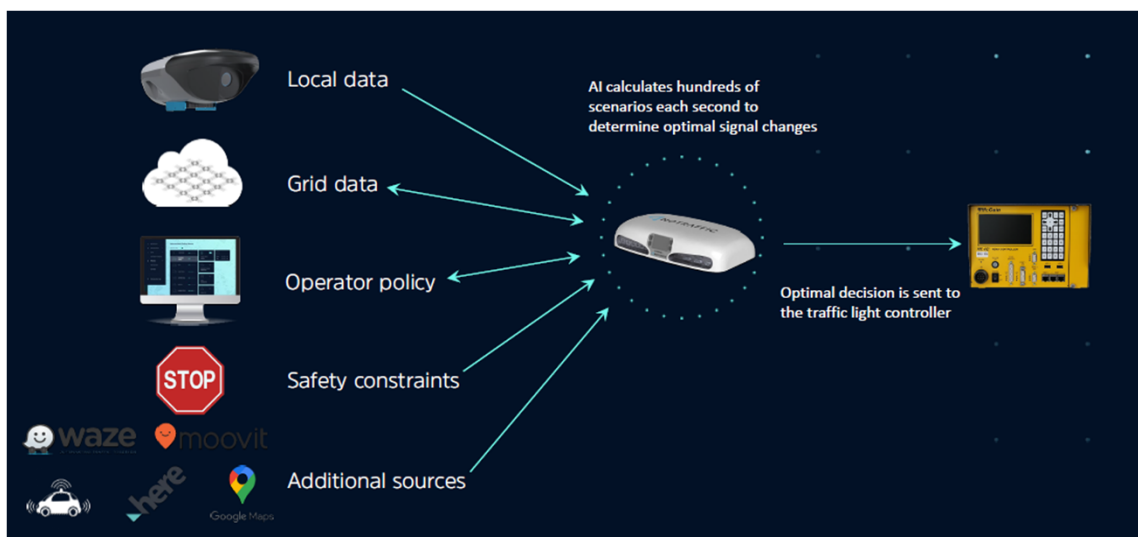 Local data
AI calculates hundreds of
scenarios each second to
determine optimal signal changes
Grid data
NOTRAFFIC
Operator policy
Optimal decision is sent to
the traffic light controller
STOP
Safety constraints
waze
moovit
here
Google Maps
Additional sources